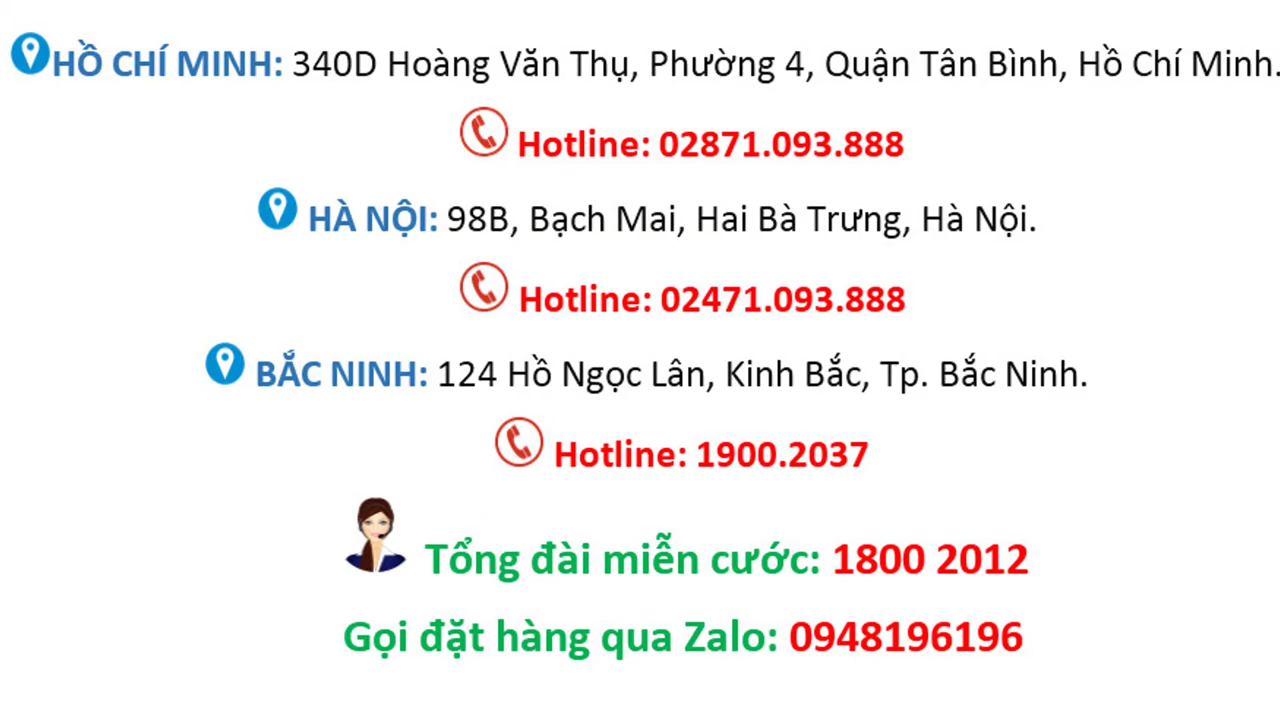 HỒ CHÍ MINH: 340D Hoàng Văn Thụ, Phường 4, Quận Tân Bình, Hồ Chí Minh.
Hotline: 02871.093.888
HÀ NỘI: 98B, Bạch Mai, Hai Bà Trưng, Hà Nội.
Hotline: 02471.093.888
BẮC NINH: 124 Hồ Ngọc Lân, Kinh Bắc, Tp. Bắc Ninh.
Hotline: 1900.2037
Tổng đài miễn cước: 1800 2012
Gọi đặt hàng qua Zalo: 0948196196